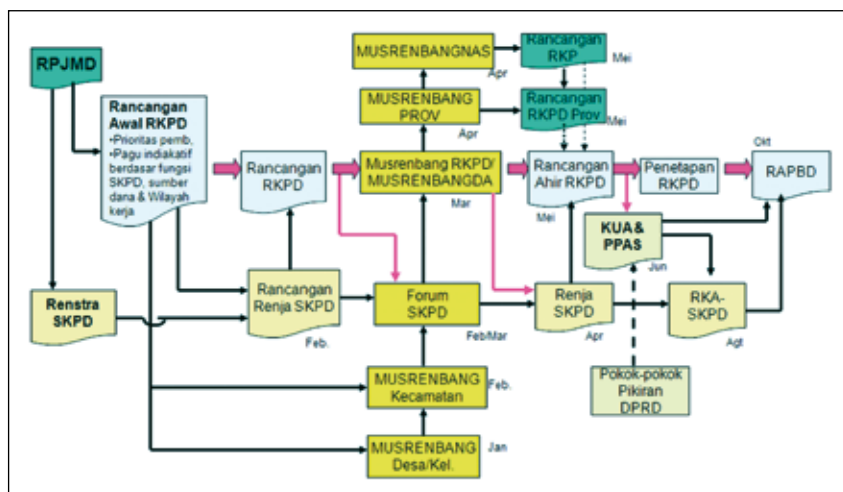 MUSRENBANGNAS
Apr
Rancangan
RKP
Mei
RPJMD
Rancangan
Awal RKPD
•Prioritas pemb,
•Pagu indiakatif
berdasar fungsi
SKPD, sumber
dana & Wilayah
kerja
MUSRENBANG
PROV
Apr
Rancangan
RKPD Prov
Mei
Rancangan
RKPD
Musrenbang RKPD/
MUSRENBANGDA
Mar
Rancangan
Ahir RKPD
Mei
Penetapan
RKPD
Okt
RAPBD
KUA&
PPAS
Jun
Renstra
SKPD
Rancangan
Renja SKPD
Feb.
Forum
SKPD
Feb/Mar
Renja
SKPD
Apr
RKA-
SKPD
Agt
MUSRENBANG
Kecamatan
Feb.
Pokok-pokok
Pikiran
DPRD
MUSRENBANG
Desa/Kel.
Jan